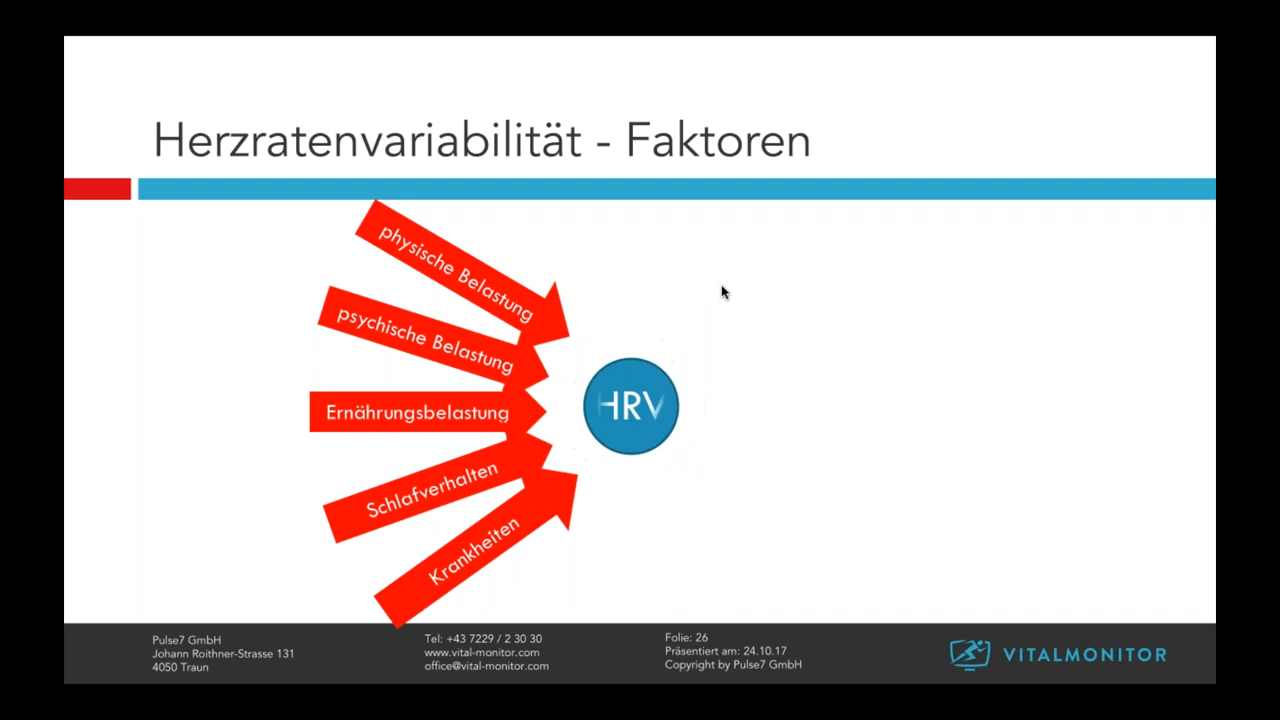 Herzratenvariabilität - Faktoren
physische Belastung
psychische Belastung
Ernährungsbelastung
Schlafverhalten
Krankheiten
HRV
Pulse7 GmbH
Johann Roithner-Strasse 131
4050 Traun
Tel: +43 7229 / 2 30 30
www.vital-monitor.com
office@vital-monitor.com
Folie: 26
Präsentiert am: 24.10.17
Copyright by Pulse7 GmbH
VITALMONITOR